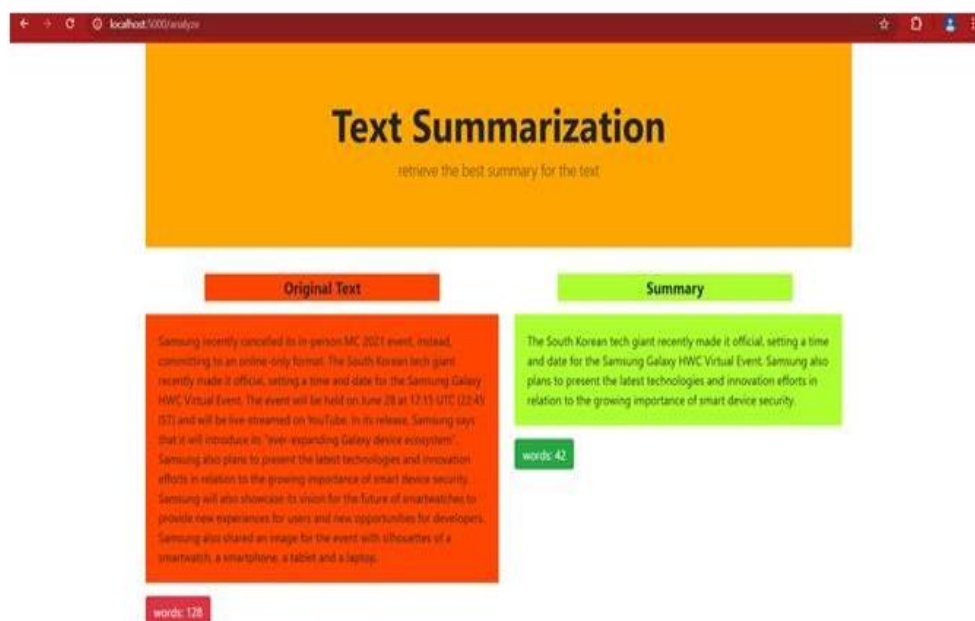 localhost:5000/analyze
Text Summarization
retrieve the best summary for the text
Original Text
Samsung recently cancelled its in-person MC 2021 event, instead,
committing to an online-only format. The South Korean tech giant
recently made it official, setting a time and date for the Samsung Galaxy
HWC Virtual Event. The event will be held on June 28 at 17:15 UTC (22:45
IST) and will be live-streamed on YouTube. In its release, Samsung says
that it will introduce its "ever-expanding Galaxy device ecosystem".
Samsung also plans to present the latest technologies and innovation
efforts in relation to the growing importance of smart device security.
Samsung will also showcase its vision for the future of smartwatches to
provide new experiences for users and new opportunities for developers.
Samsung also shared an image for the event with silhouettes of a
smartwatch, a smartphone, a tablet and a laptop.
words: 128
Summary
The South Korean tech giant recently made it official, setting a time
and date for the Samsung Galaxy HWC Virtual Event. Samsung also
plans to present the latest technologies and innovation efforts in
relation to the growing importance of smart device security.
words: 42